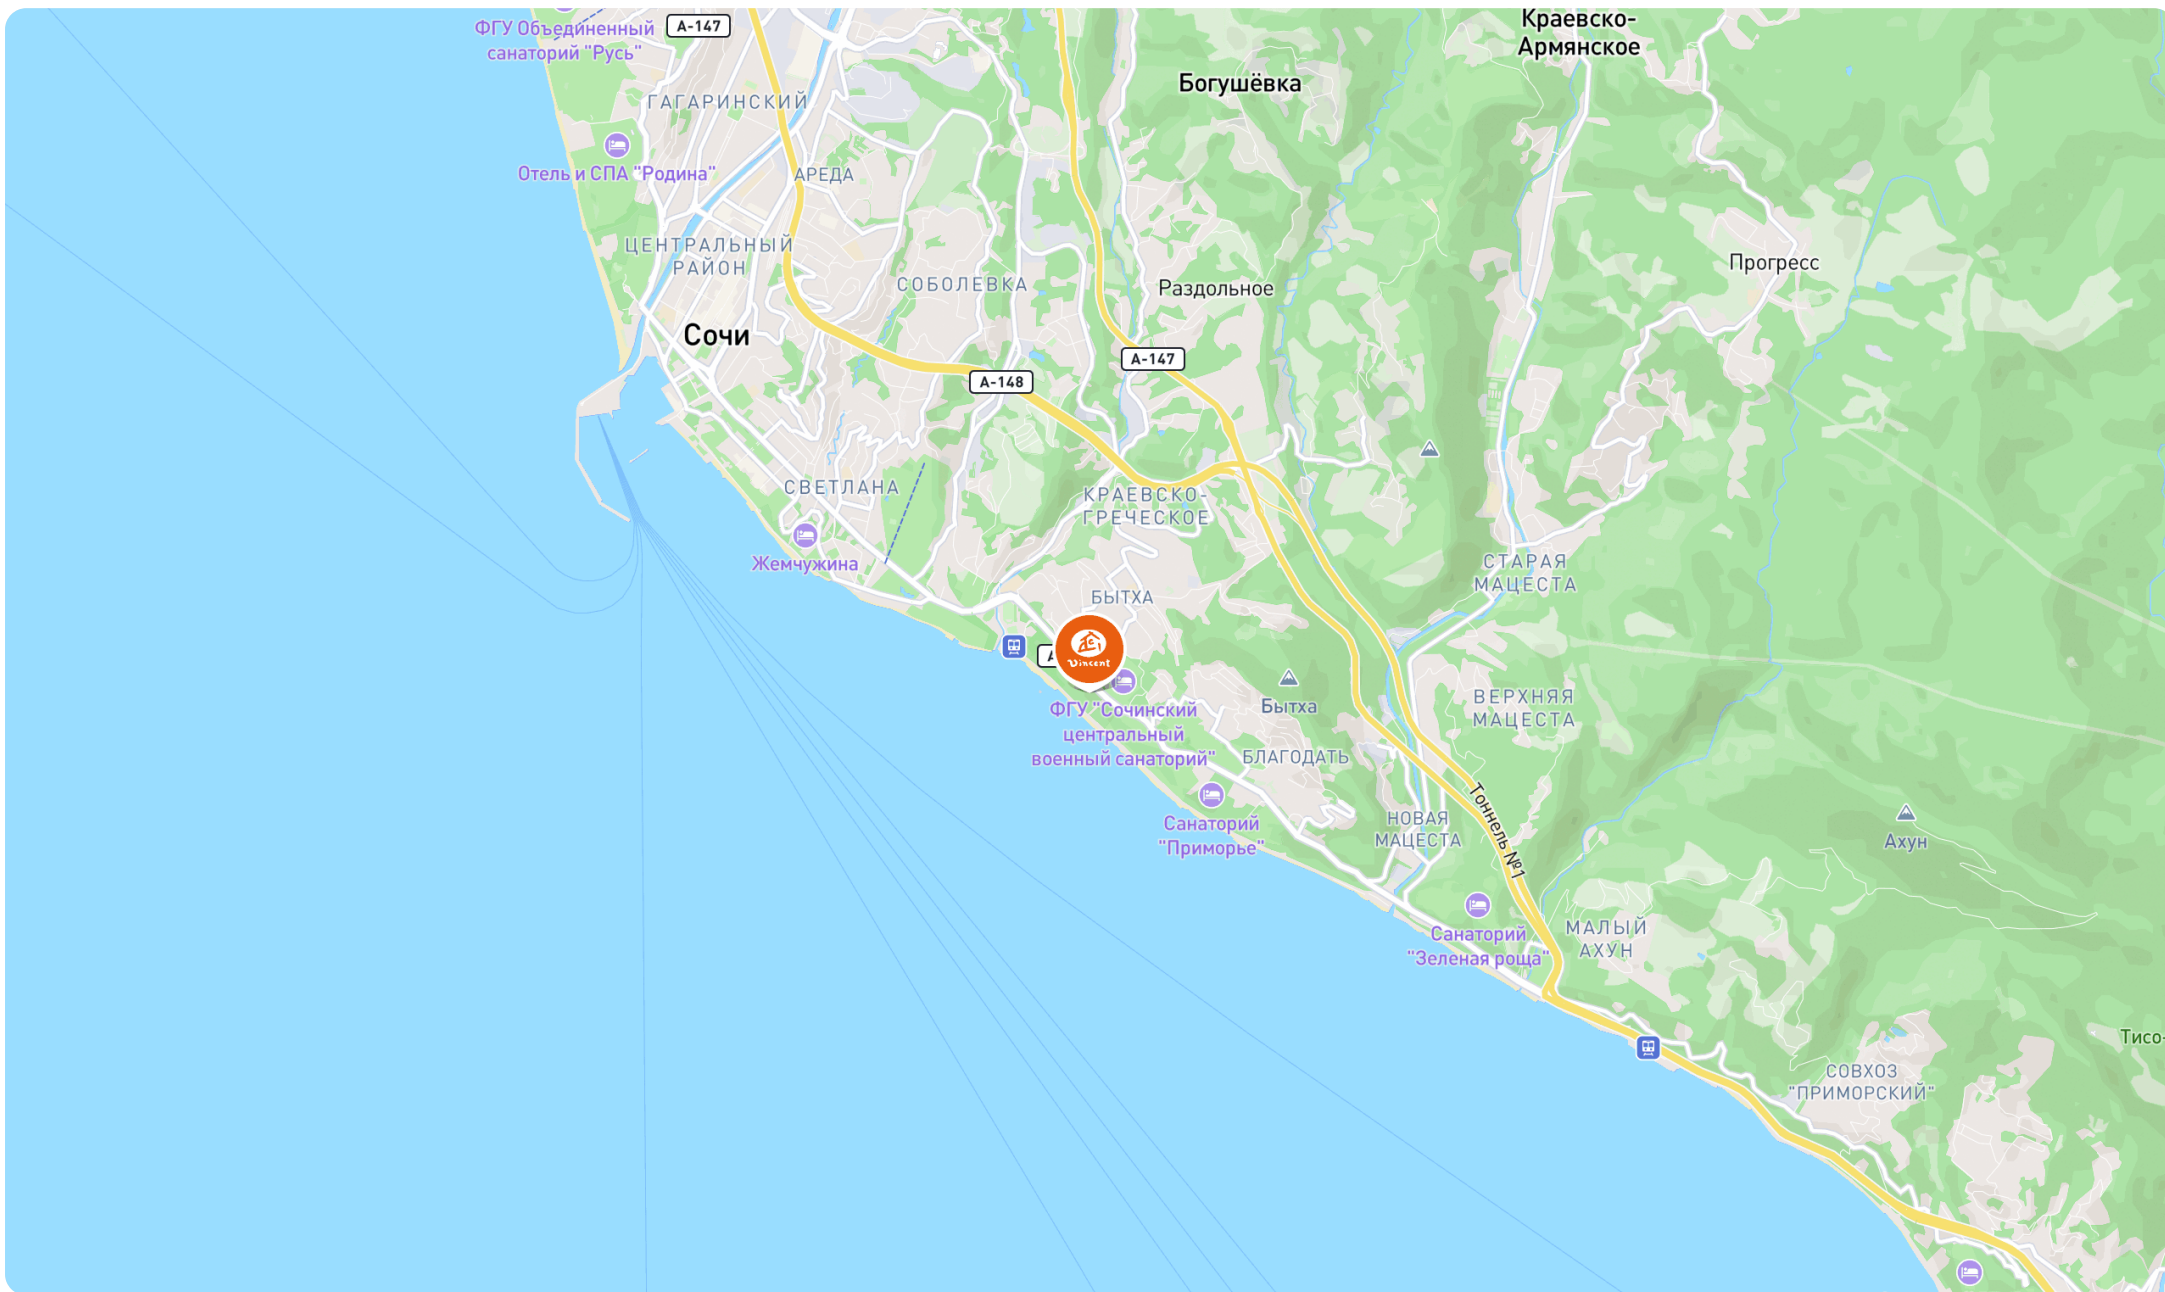 ФГУ Объединенный
санаторий "Русь"
А-147
Краевско-
Армянское
Богушёвка
ГАГАРИНСКИЙ
Отель и СПА "Родина"
АРЕДА
ЦЕНТРАЛЬНЫЙ
РАЙОН
СОБОЛЕВКА
Раздольное
Прогресс
Сочи
А-147
А-148
СВЕТЛАНА
КРАЕВСКО-
ГРЕЧЕСКОЕ
Жемчужина
СТАРАЯ
МАЦЕСТА
БЫТХА
Vincent
ФГУ "Сочинский
центральный
военный санаторий"
Бытха
ВЕРХНЯЯ
МАЦЕСТА
БЛАГОДАТЬ
Санаторий
"Приморье"
НОВАЯ
МАЦЕСТА
Тоннель №1
Ахун
Санаторий
"Зеленая роща"
МАЛЫЙ
АХУН
Тисо-
СОВХОЗ
"ПРИМОРСКИЙ"